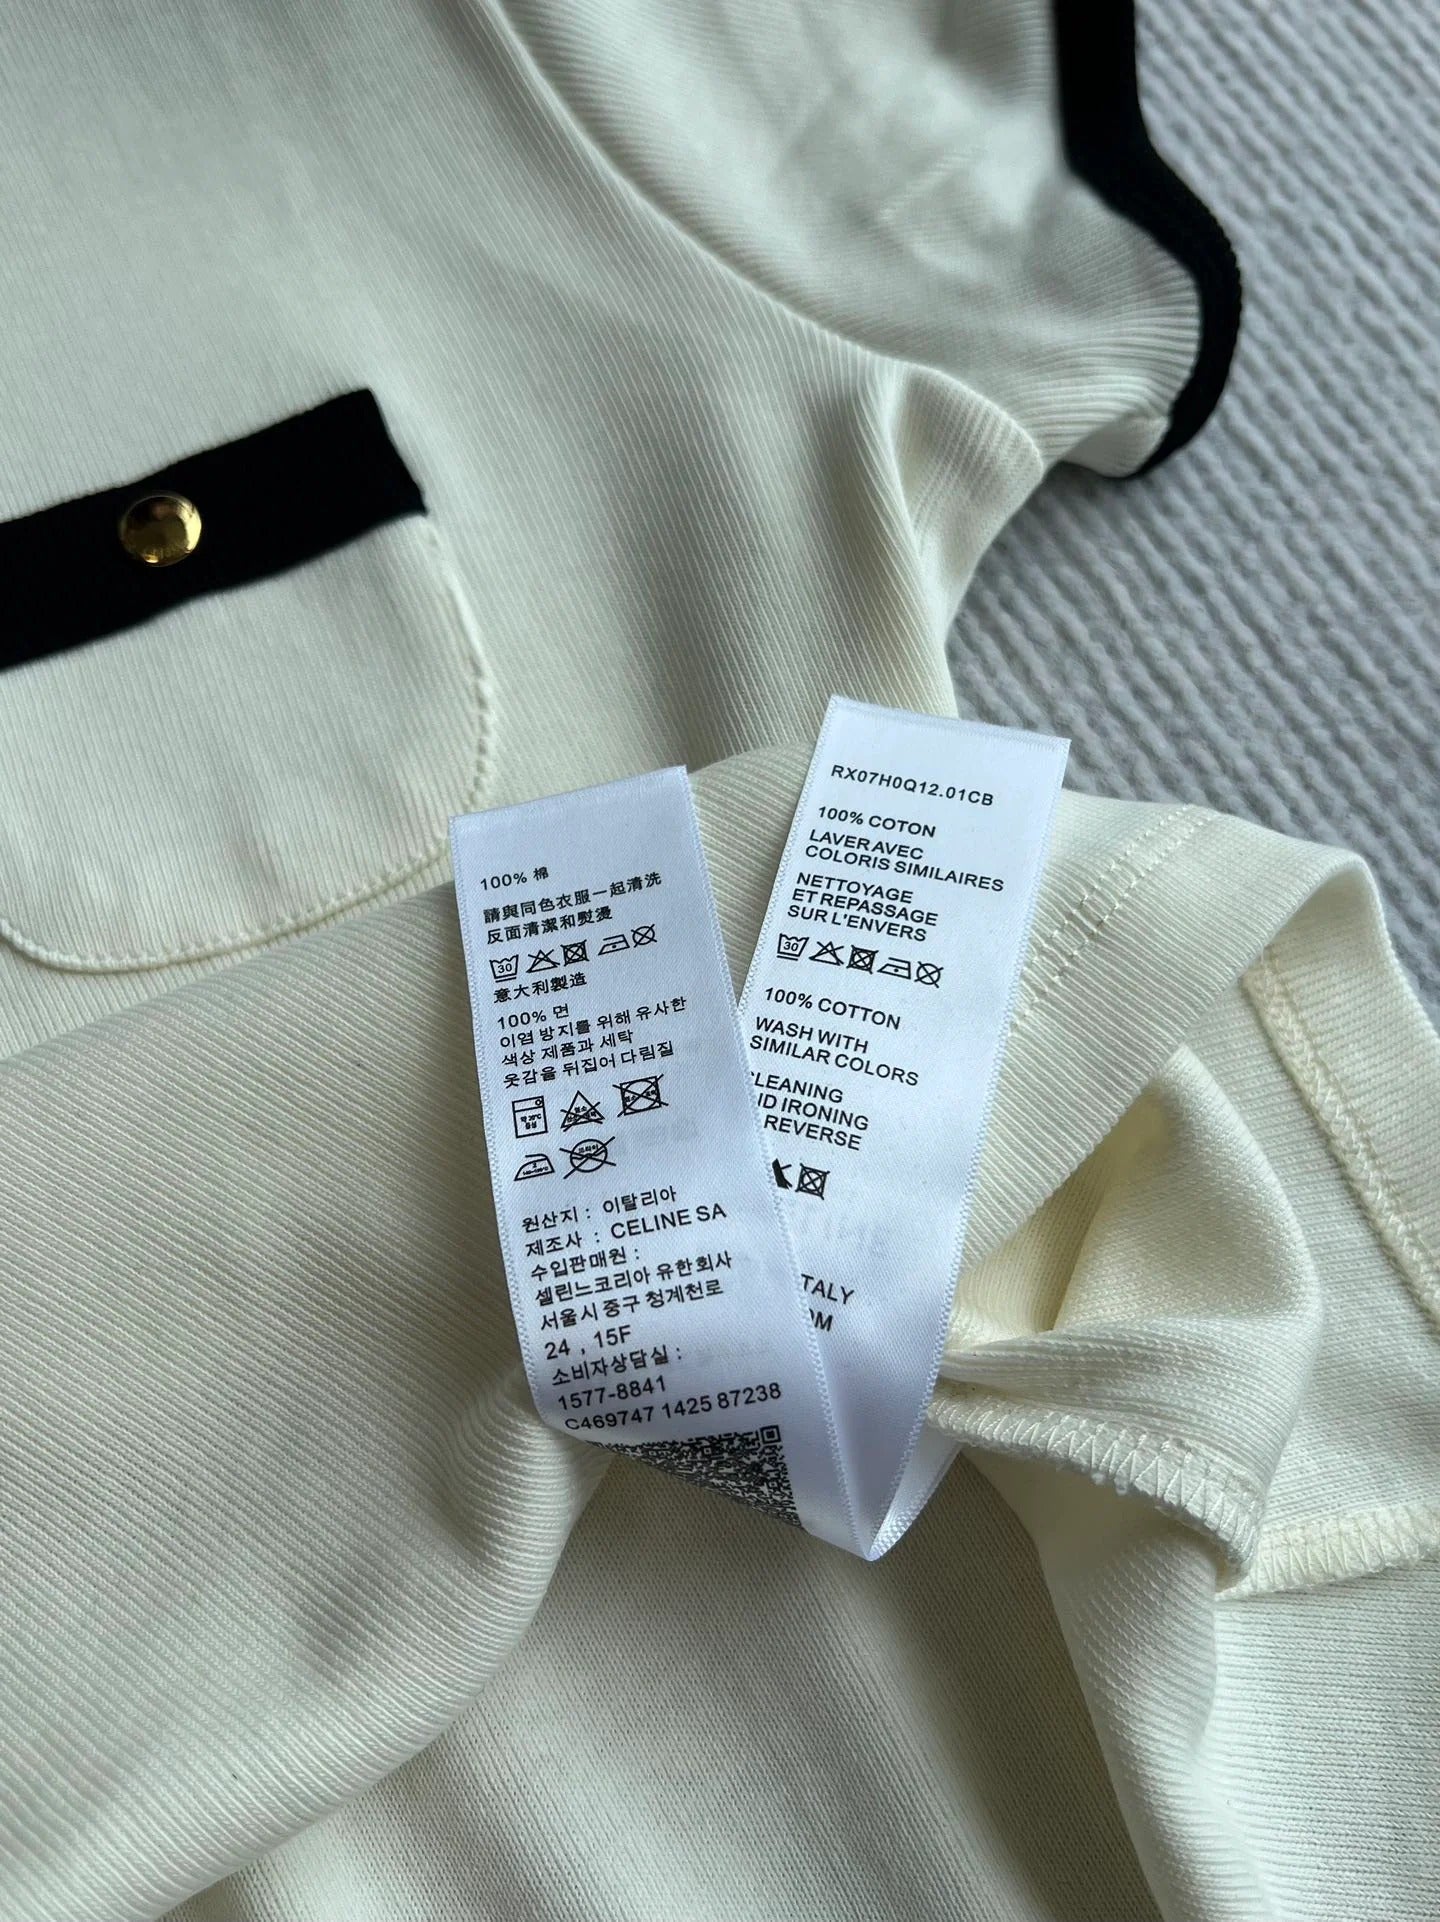 100% 棉
請與同色衣服一起清洗
反面清潔和熨燙
30
意大利製造
100% 면
이염 방지를 위해 유사한
색상 제품과 세탁
옷감을 뒤집어 다림질
원산지 : 이탈리아
제조사 : CELINE SA
수입판매원 :
셀린느코리아 유한회사
서울시 중구 청계천로
24 , 15F
소비자상담실 :
1577-8841
C469747 1425 87238
RX07H0Q12.01CB
100% COTON
LAVER AVEC
COLORIS SIMILAIRES
NETTOYAGE
ET REPASSAGE
SUR L'ENVERS
30
100% COTTON
WASH WITH
SIMILAR COLORS
LEANING
D IRONING
REVERSE
TALY
OM